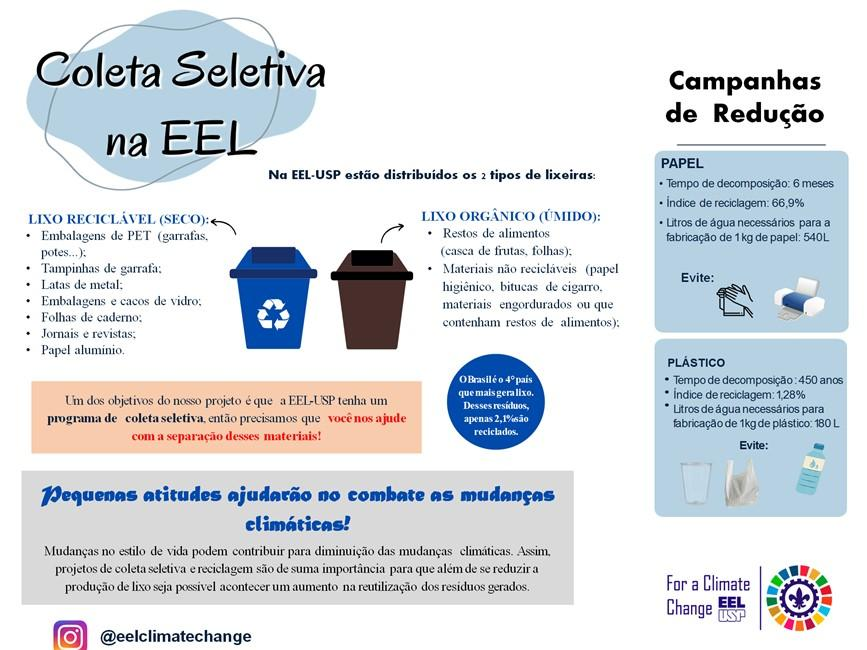 Coleta Seletiva
na EEL
Na EEL-USP estão distribuídos os 2 tipos de lixeiras:
LIXO RECICLÁVEL (SECO):
• Embalagens de PET (garrafas,
potes...);
• Tampinhas de garrafa;
• Latas de metal;
• Embalagens e cacos de vidro;
• Folhas de caderno;
• Jornais e revistas;
• Papel alumínio.
LIXO ORGÂNICO (ÚMIDO):
• Restos de alimentos
(casca de frutas, folhas);
• Materiais não recicláveis (papel
higiênico, bitucas de cigarro,
materiais engordurados ou que
contenham restos de alimentos);
Um dos objetivos do nosso projeto é que a EEL-USP tenha um
programa de coleta seletiva, então precisamos que você nos ajude
com a separação desses materiais!
O Brasil é o 4° país
que mais gera lixo.
Desses resíduos,
apenas 2,1% são
reciclados.
Pequenas atitudes ajudarão no combate as mudanças
climáticas!
Mudanças no estilo de vida podem contribuir para diminuição das mudanças climáticas. Assim,
projetos de coleta seletiva e reciclagem são de suma importância para que além de se reduzir a
produção de lixo seja possível acontecer um aumento na reutilização dos resíduos gerados.
@eelclimatechange
Campanhas
de Redução
PAPEL
• Tempo de decomposição: 6 meses
• Índice de reciclagem: 66,9%
• Litros de água necessários para a
fabricação de 1 kg de papel: 540L
Evite:
PLÁSTICO
• Tempo de decomposição: 450 anos
• Índice de reciclagem: 1,28%
• Litros de água necessários para
fabricação de 1kg de plástico: 180 L
Evite:
For a Climate
Change EEL
USP